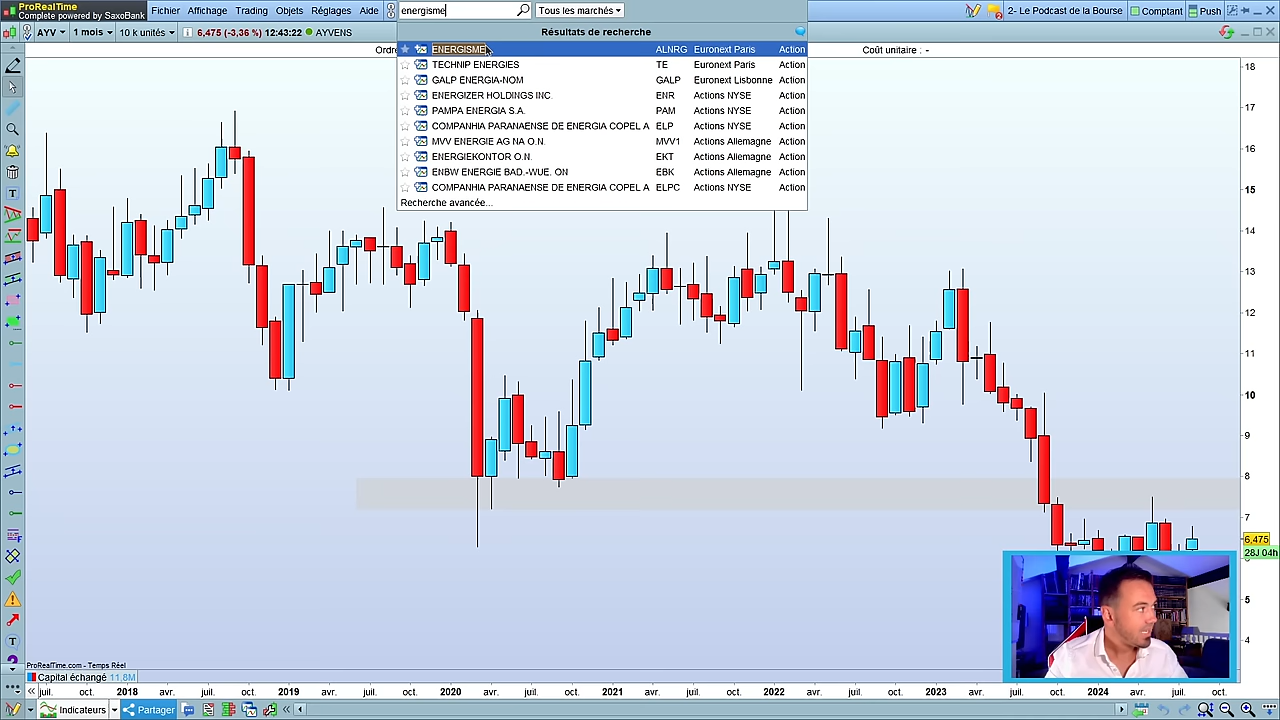 ProRealTime
Complete powered by SaxoBank
Fichier Affichage Trading Objets Réglages Aide
energisme
Tous les marchés
2- Le Podcast de la Bourse
Comptant
Push
AYV
1 mois
10 k unités
6,475 (-3,36 %) 12:43:22
AYVENS
Résultats de recherche
Ordre
Coût unitaire : -
ENERGISME ALNRG Euronext Paris Action
TECHNIP ENERGIES TE Euronext Paris Action
GALP ENERGIA-NOM GALP Euronext Lisbonne Action
ENERGIZER HOLDINGS INC. ENR Actions NYSE Action
PAMPA ENERGIA S.A. PAM Actions NYSE Action
COMPANHIA PARANAENSE DE ENERGIA COPEL A ELP Actions NYSE Action
MVV ENERGIE AG NA O.N. MVV1 Actions Allemagne Action
ENERGIEKONTOR O.N. EKT Actions Allemagne Action
ENBW ENERGIE BAD.-WUE. ON EBK Actions Allemagne Action
COMPANHIA PARANAENSE DE ENERGIA COPEL A ELPC Actions NYSE Action
Recherche avancée...
18
17
16
15
14
13
12
11
10
9
8
7
6,475
28J 04h
5
4
ProRealTime.com - Temps Réel
Capital échangé 11.8M
juil. oct. 2018 avr. juil. oct. 2019 avr. juil. oct. 2020 avr. juil. oct. 2021 avr. juil. oct. 2022 avr. juil. oct. 2023 avr. juil. oct. 2024 avr. juil. oct.
Indicateurs
Partager